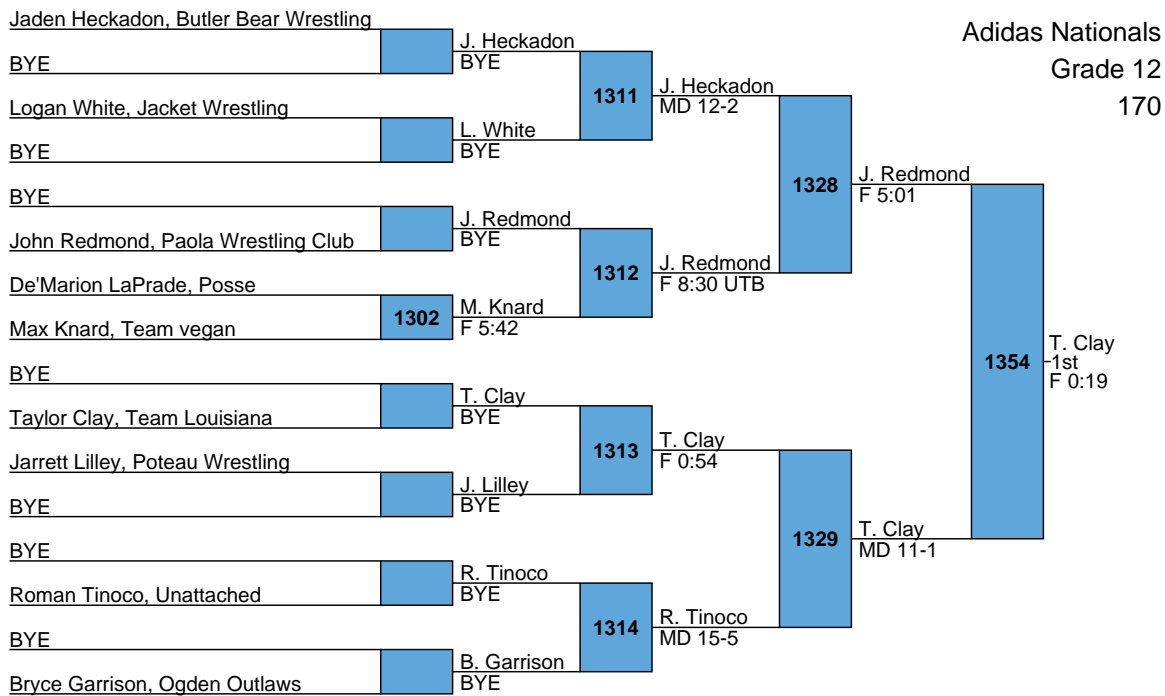 Adidas Nationals
Grade 12
170
Jaden Heckadon, Butler Bear Wrestling
BYE
Logan White, Jacket Wrestling
BYE
BYE
John Redmond, Paola Wrestling Club
De'Marion LaPrade, Posse
Max Knard, Team vegan
BYE
Taylor Clay, Team Louisiana
Jarrett Lilley, Poteau Wrestling
BYE
BYE
Roman Tinoco, Unattached
BYE
Bryce Garrison, Ogden Outlaws
1302
J. Heckadon
BYE
L. White
BYE
J. Redmond
BYE
M. Knard
F 5:42
T. Clay
BYE
J. Lilley
BYE
R. Tinoco
BYE
B. Garrison
BYE
1311
1312
1313
1314
J. Heckadon
MD 12-2
J. Redmond
F 8:30 UTB
T. Clay
F 0:54
R. Tinoco
MD 15-5
1328
1329
J. Redmond
F 5:01
T. Clay
MD 11-1
1354
T. Clay
1st
F 0:19